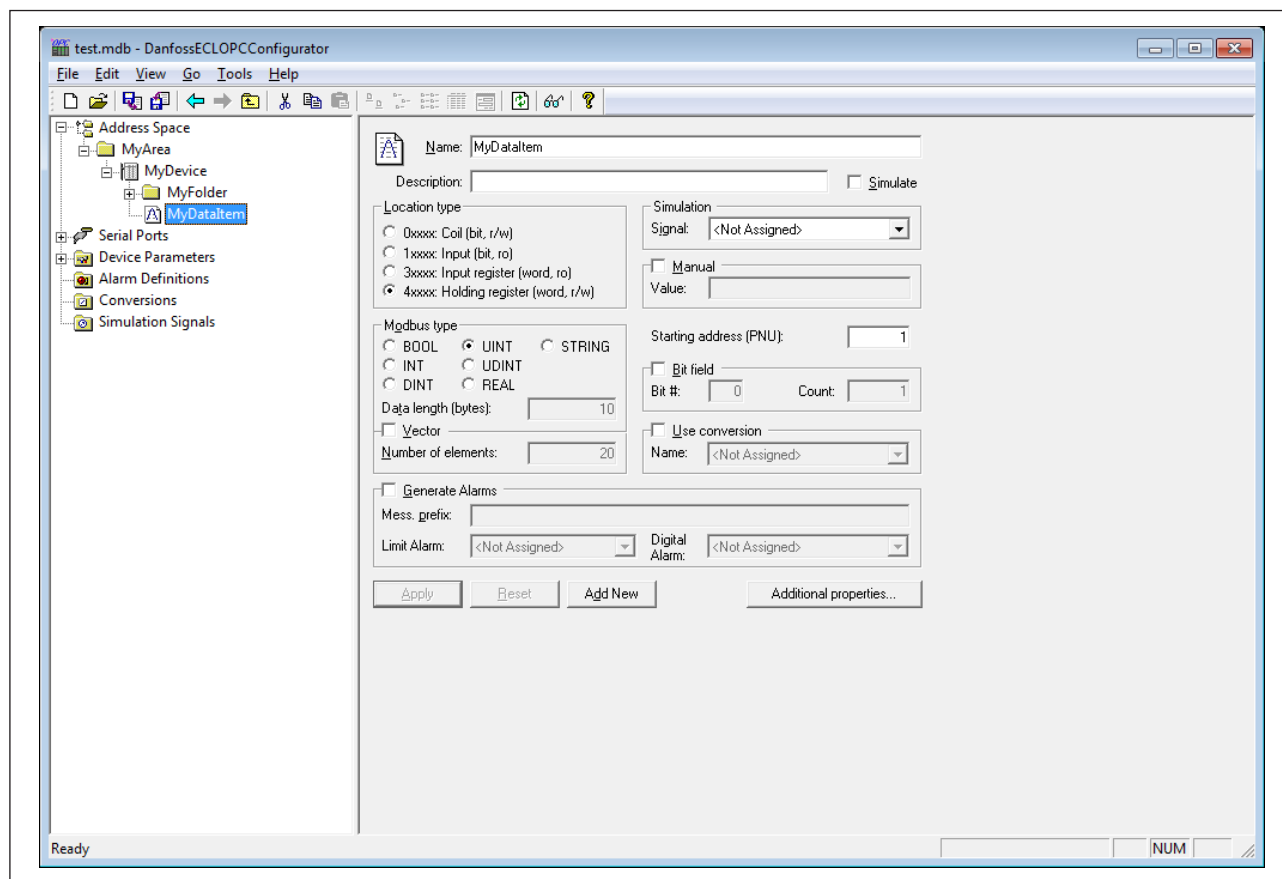 test.mdb - DanfossECLOPCConfigurator
File Edit View Go Tools Help
Address Space
MyArea
MyDevice
MyFolder
MyDataItem
Serial Ports
Device Parameters
Alarm Definitions
Conversions
Simulation Signals
Name: MyDataItem
Description: Simulate
Location type
0xxxx: Coil (bit, r/w)
1xxxx: Input (bit, ro)
3xxxx: Input register (word, ro)
4xxxx: Holding register (word, r/w)
Simulation
Signal: <Not Assigned>
Manual
Value:
Modbus type
BOOL UINT STRING
INT UDINT
DINT REAL
Data length (bytes): 10
Vector
Number of elements: 20
Starting address (PNU): 1
Bit field
Bit #: 0 Count: 1
Use conversion
Name: <Not Assigned>
Generate Alarms
Mess. prefix:
Limit Alarm: <Not Assigned> Digital Alarm: <Not Assigned>
Apply Reset Add New Additional properties...
Ready NUM